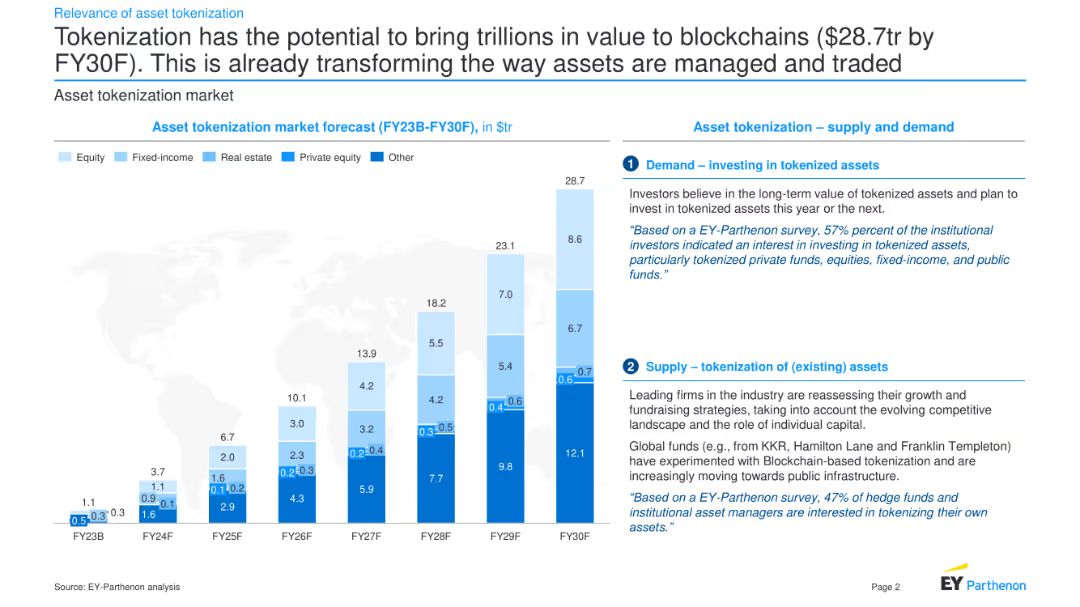 Relevance of asset tokenization
Tokenization has the potential to bring trillions in value to blockchains ($28.7tr by
FY30F). This is already transforming the way assets are managed and traded
Asset tokenization market
Asset tokenization market forecast (FY23B-FY30F), in $tr
Equity Fixed-income Real estate Private equity Other
28.7
8.6
6.7
0.7
0.6
12.1
23.1
7.0
5.4
0.6
0.4
9.8
18.2
5.5
4.2
0.5
0.3
7.7
13.9
4.2
3.2
0.4
0.2
5.9
10.1
3.0
2.3
0.3
0.2
4.3
6.7
2.0
1.6
0.2
0.1
2.9
3.7
1.1
0.9
0.1
1.6
1.1
0.3
0.3
0.5
FY23B FY24F FY25F FY26F FY27F FY28F FY29F FY30F
Asset tokenization – supply and demand
1 Demand – investing in tokenized assets
Investors believe in the long-term value of tokenized assets and plan to
invest in tokenized assets this year or the next.
“Based on a EY-Parthenon survey, 57% percent of the institutional
investors indicated an interest in investing in tokenized assets,
particularly tokenized private funds, equities, fixed-income, and public
funds.”
2 Supply – tokenization of (existing) assets
Leading firms in the industry are reassessing their growth and
fundraising strategies, taking into account the evolving competitive
landscape and the role of individual capital.
Global funds (e.g., from KKR, Hamilton Lane and Franklin Templeton)
have experimented with Blockchain-based tokenization and are
increasingly moving towards public infrastructure.
“Based on a EY-Parthenon survey, 47% of hedge funds and
institutional asset managers are interested in tokenizing their own
assets.”
Source: EY-Parthenon analysis
Page 2
EY Parthenon